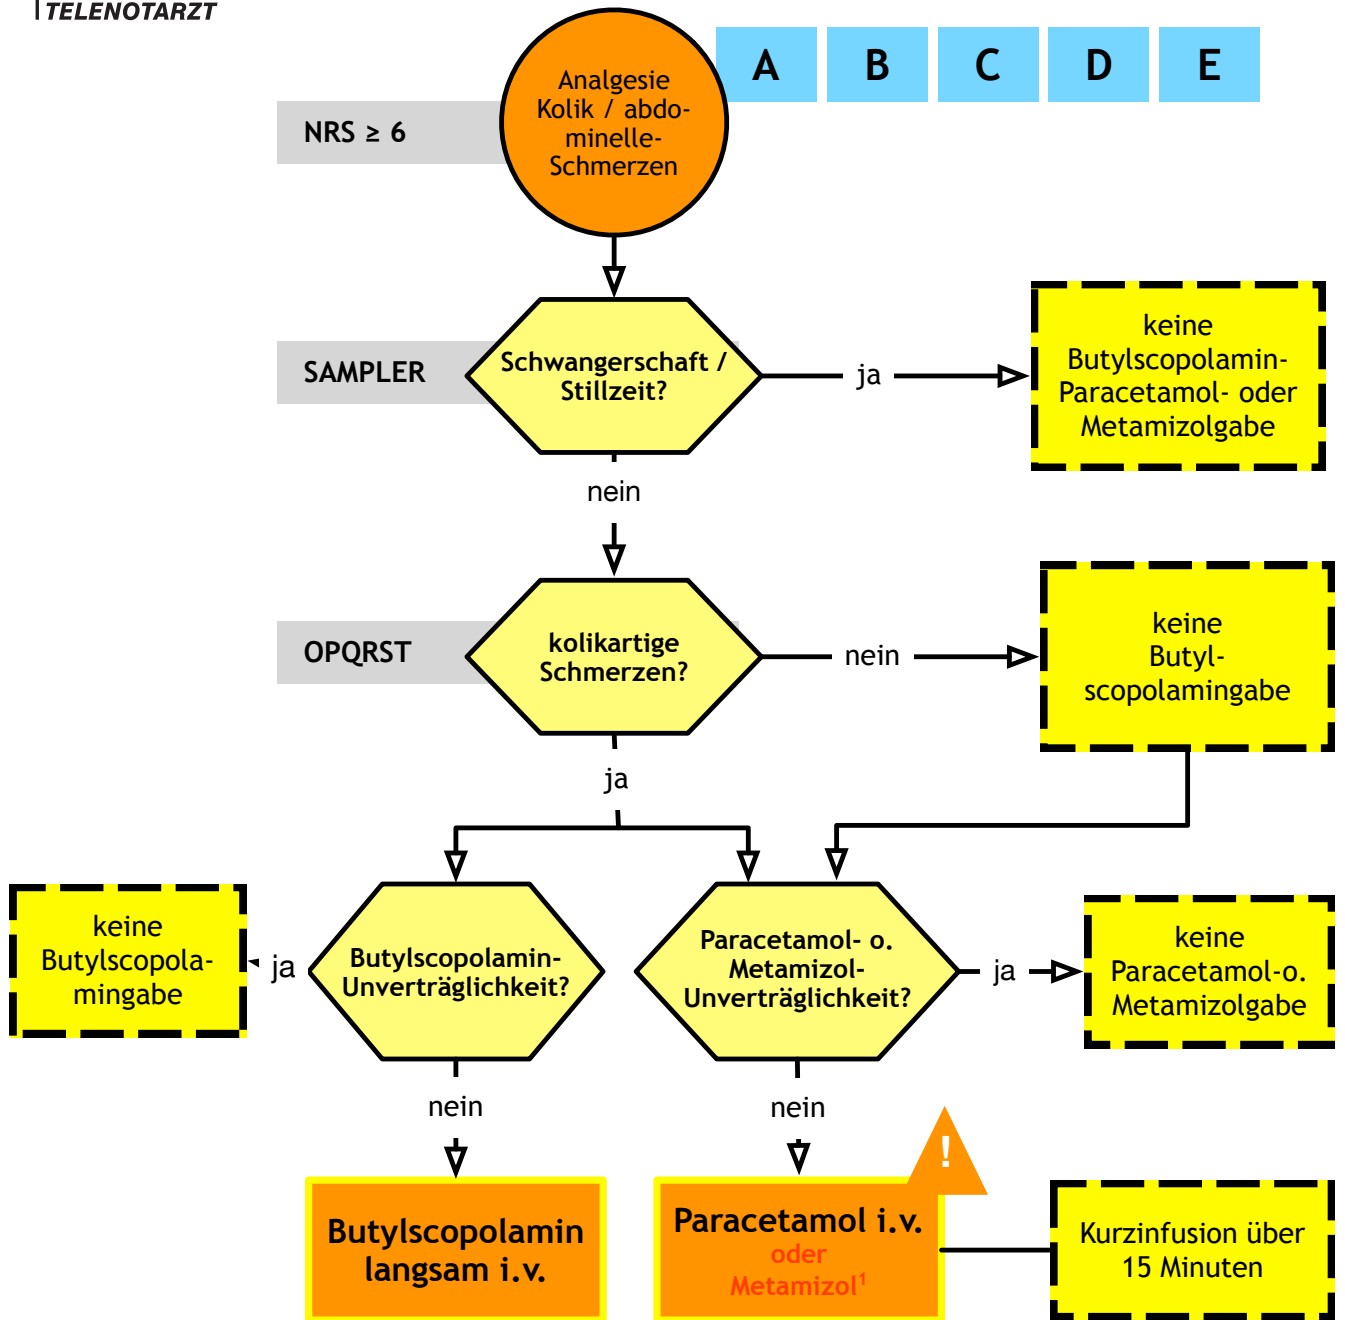 TELENOTARZT
A B C D E
Analgesie
Kolik / abdo-
minelle-
Schmerzen
NRS ≥ 6
SAMPLER
Schwangerschaft /
Stillzeit?
ja
keine
Butylscopolamin-
Paracetamol- oder
Metamizolgabe
nein
OPQRST
kolikartige
Schmerzen?
nein
keine
Butyl-
scopolamingabe
ja
keine
Butylscopola-
mingabe
ja
Butylscopolamin-
Unverträglichkeit?
Paracetamol- o.
Metamizol-
Unverträglichkeit?
ja
keine
Paracetamol-o.
Metamizolgabe
nein
nein
Butylscopolamin
langsam i.v.
!
Paracetamol i.v.
oder
Metamizol¹
Kurzinfusion über
15 Minuten